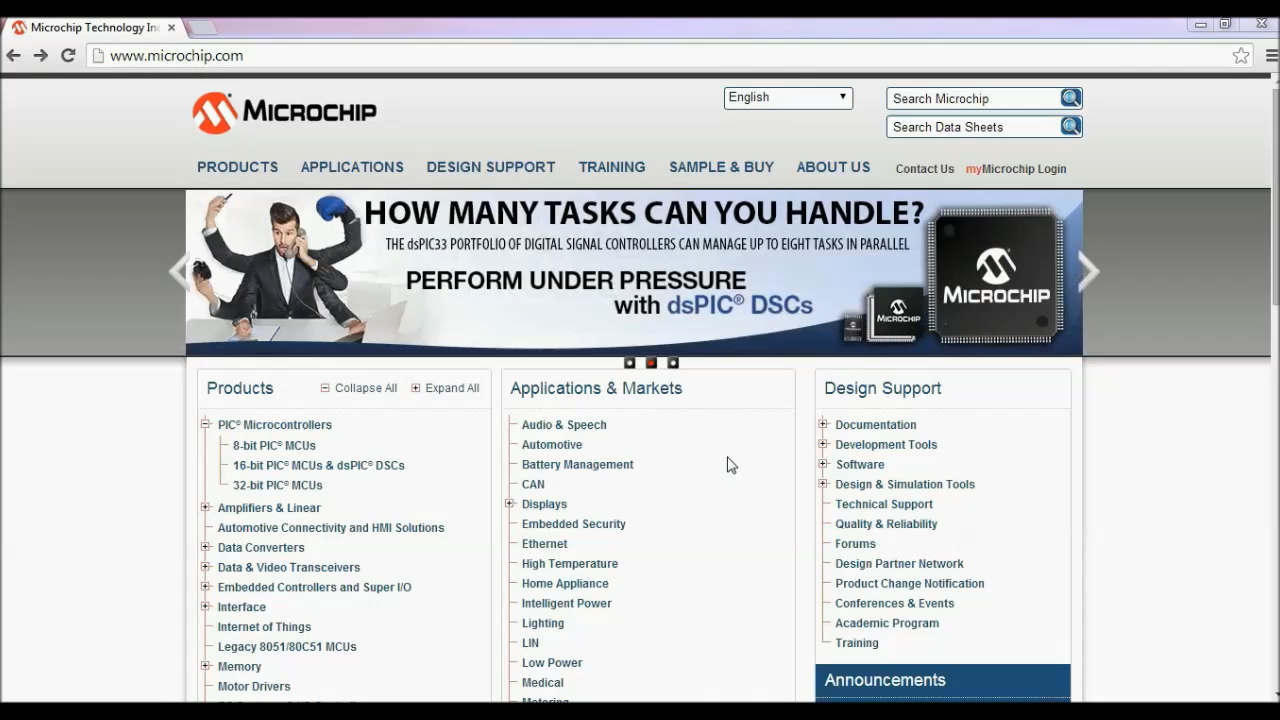 Microchip Technology Inc
www.microchip.com
MICROCHIP
English
Search Microchip
Search Data Sheets
PRODUCTS APPLICATIONS DESIGN SUPPORT TRAINING SAMPLE & BUY ABOUT US Contact Us myMicrochip Login
HOW MANY TASKS CAN YOU HANDLE?
THE dsPIC33 PORTFOLIO OF DIGITAL SIGNAL CONTROLLERS CAN MANAGE UP TO EIGHT TASKS IN PARALLEL
PERFORM UNDER PRESSURE
with dsPIC® DSCs
MICROCHIP
MICROCHIP
Products Collapse All Expand All
PIC® Microcontrollers
8-bit PIC® MCUs
16-bit PIC® MCUs & dsPIC® DSCs
32-bit PIC® MCUs
Amplifiers & Linear
Automotive Connectivity and HMI Solutions
Data Converters
Data & Video Transceivers
Embedded Controllers and Super I/O
Interface
Internet of Things
Legacy 8051/80C51 MCUs
Memory
Motor Drivers
Applications & Markets
Audio & Speech
Automotive
Battery Management
CAN
Displays
Embedded Security
Ethernet
High Temperature
Home Appliance
Intelligent Power
Lighting
LIN
Low Power
Medical
Metering
Design Support
Documentation
Development Tools
Software
Design & Simulation Tools
Technical Support
Quality & Reliability
Forums
Design Partner Network
Product Change Notification
Conferences & Events
Academic Program
Training
Announcements